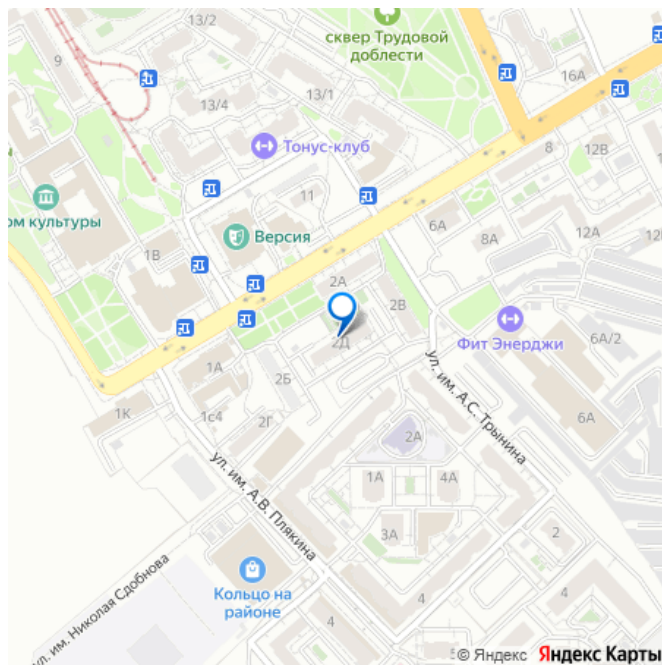 13/2
сквер Трудовой
доблести
9
16А
13/4
13/1
Тонус-клуб
8
12В
11
ом культуры
Версия
6А
8А
12А
1В
2А
2В
Фит Энерджи
6А/2
2Д
1А
2Б
ул. им. А.С. Трынина
1К
1с4
2Г
6А
2А
1А
4А
ул. им. А.В. Плякина
3А
2
Кольцо на
районе
ул. им. Николая Сдобнова
4
4
5
© Яндекс Яндекс Карты